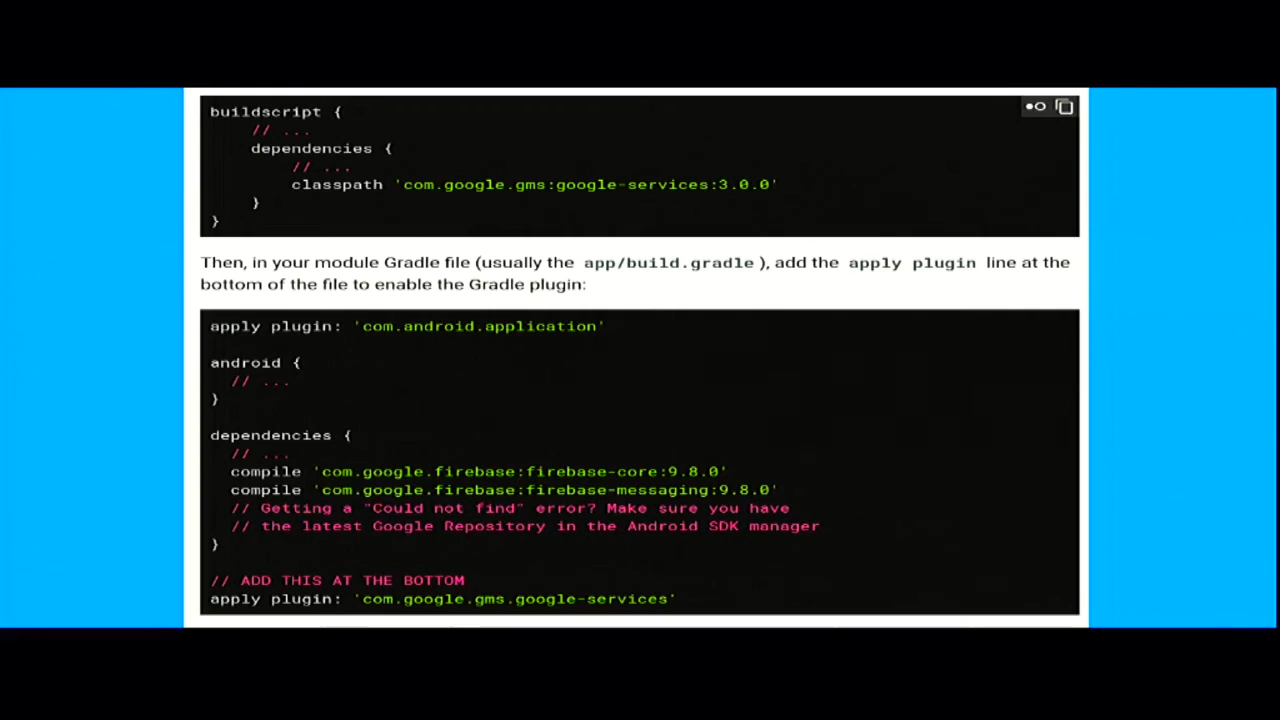 buildscript {
    // ...
    dependencies {
        // ...
        classpath 'com.google.gms:google-services:3.0.0'
    }
}
Then, in your module Gradle file (usually the app/build.gradle), add the apply plugin line at the
bottom of the file to enable the Gradle plugin:
apply plugin: 'com.android.application'
android {
  // ...
}
dependencies {
  // ...
  compile 'com.google.firebase:firebase-core:9.8.0'
  compile 'com.google.firebase:firebase-messaging:9.8.0'
  // Getting a "Could not find" error? Make sure you have
  // the latest Google Repository in the Android SDK manager
}
// ADD THIS AT THE BOTTOM
apply plugin: 'com.google.gms.google-services'